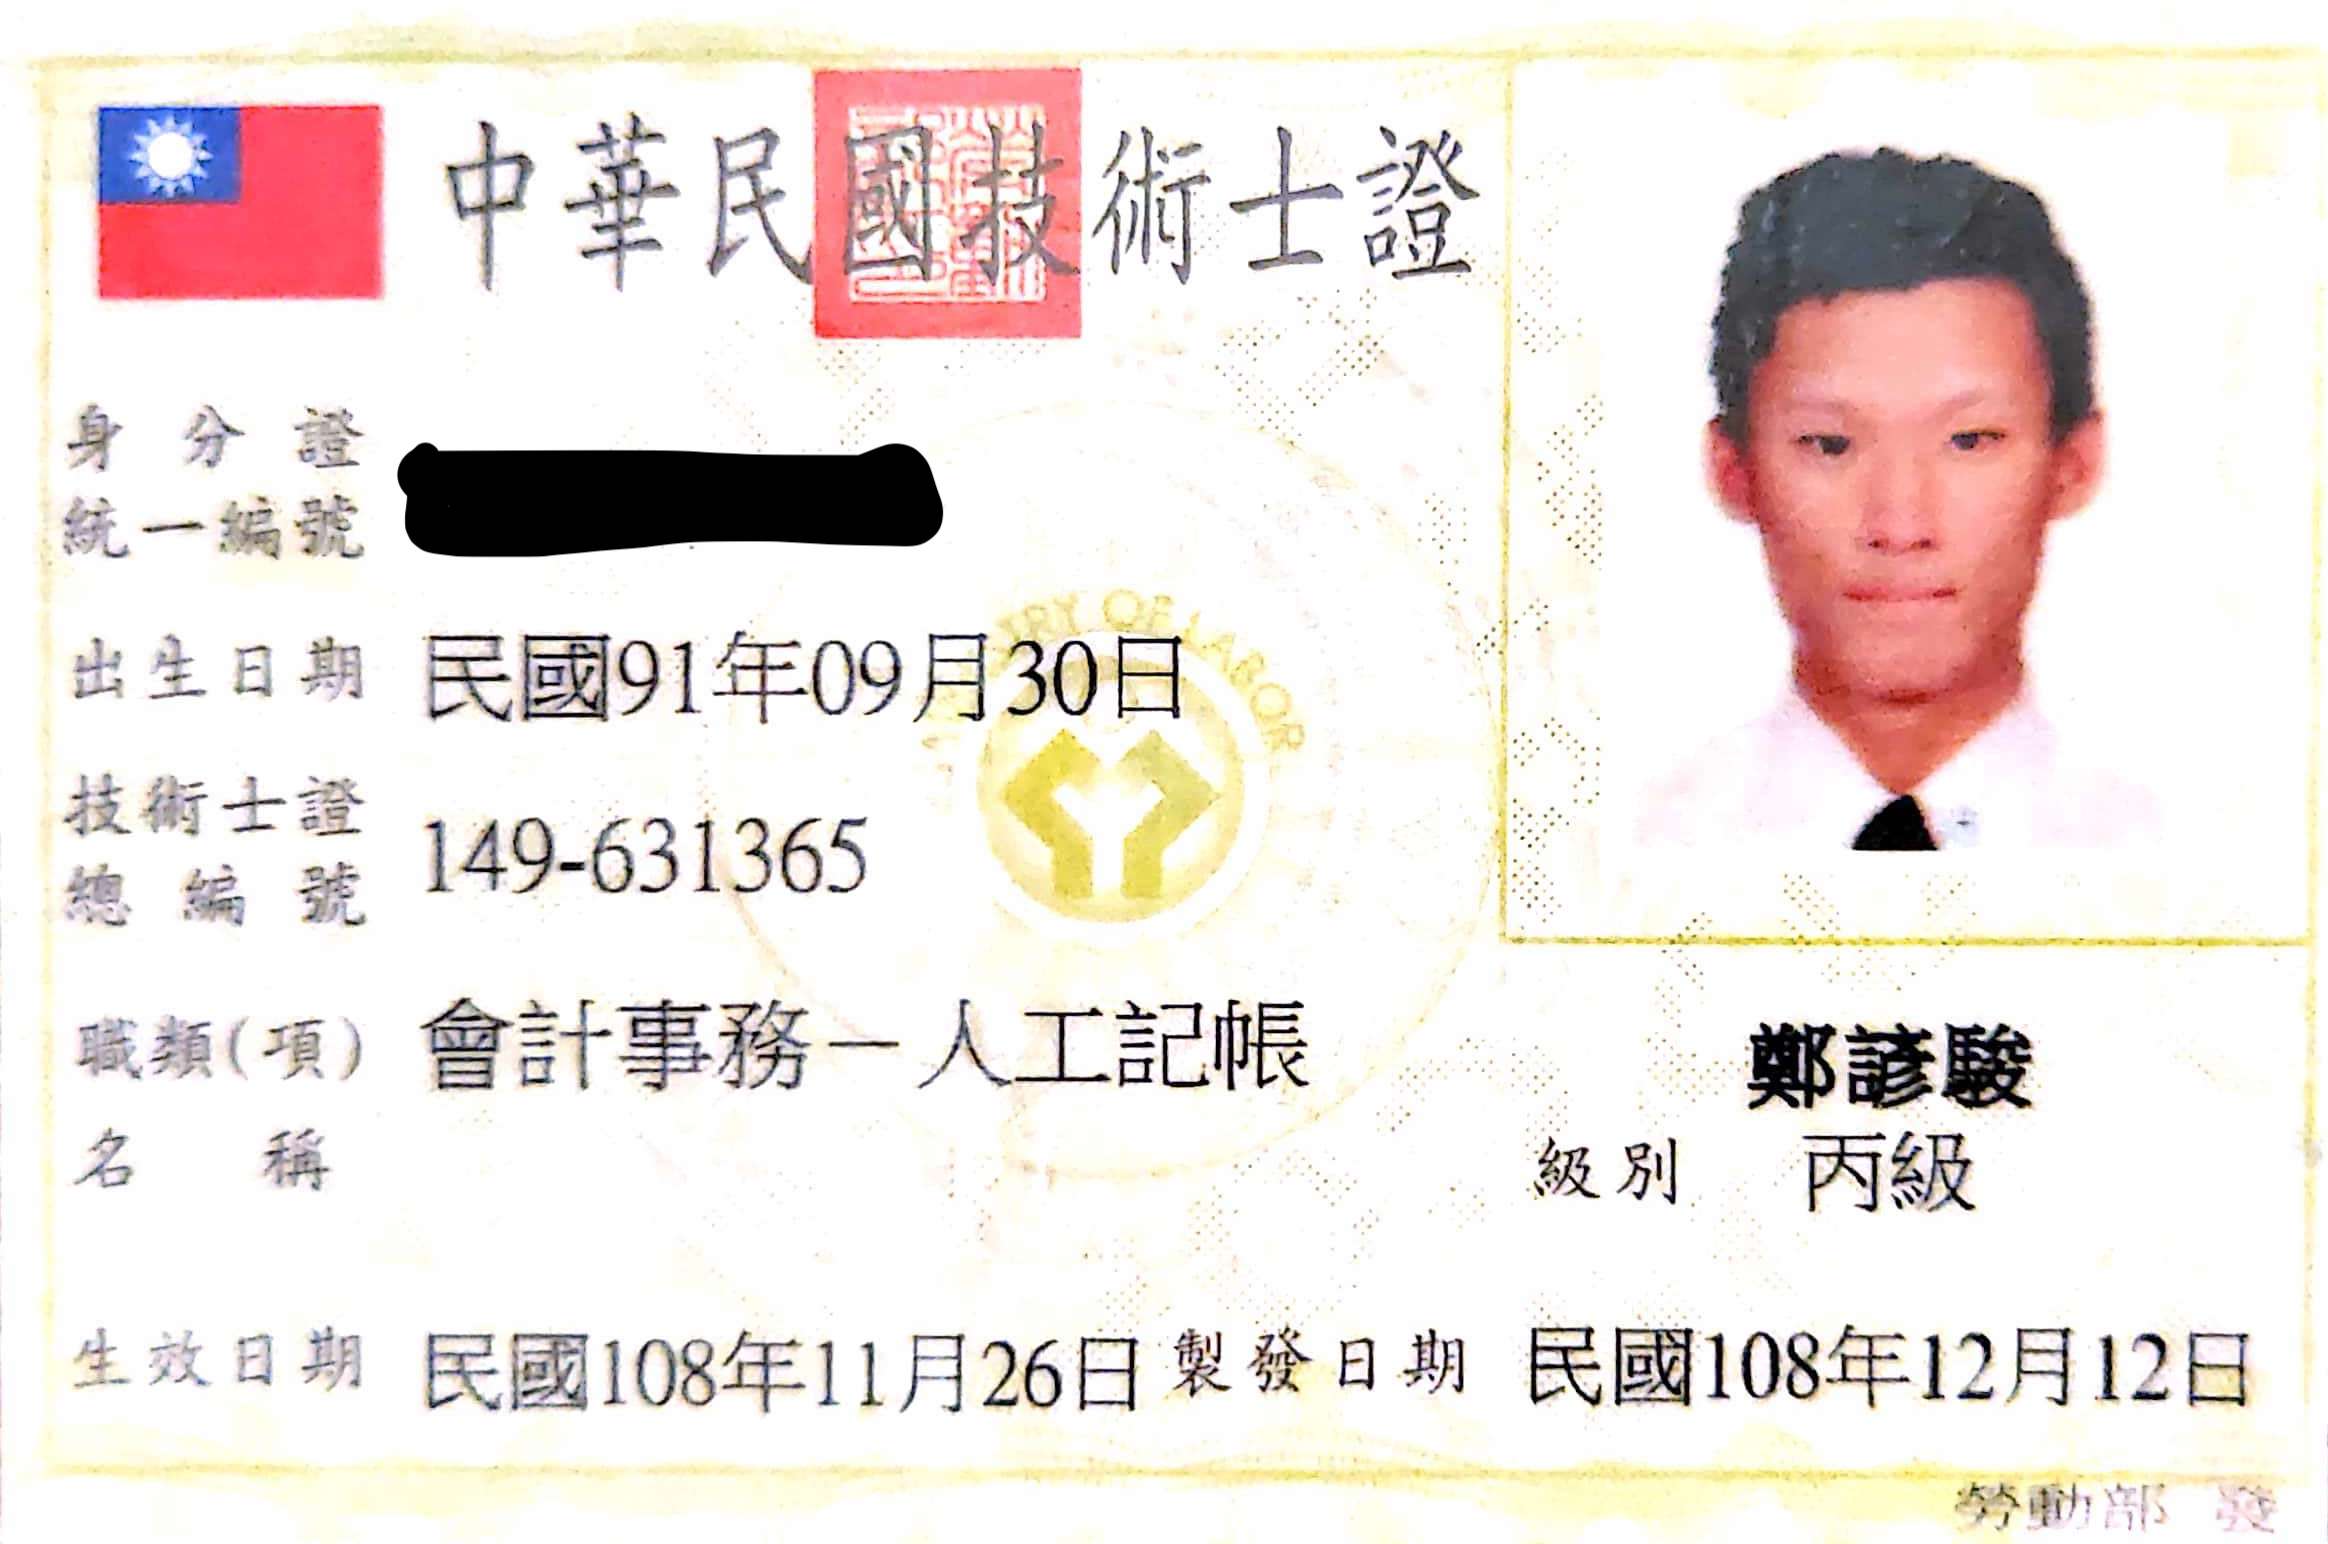 中華民國技術士證
身分證
統一編號
出生日期 民國91年09月30日
技術士證
總編號 149-631365
職類(項)
名稱 會計事務－人工記帳
鄭諺駿
級別 丙級
生效日期 民國108年11月26日 製發日期 民國108年12月12日
MINISTRY OF LABOR
勞動部 發